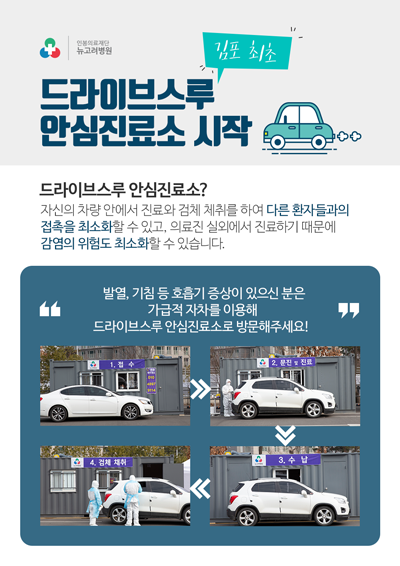 인봉의료재단
뉴고려병원
김포 최초
드라이브스루
안심진료소 시작
드라이브스루 안심진료소?
자신의 차량 안에서 진료와 검체 채취를 하여 다른 환자들과의
접촉을 최소화할 수 있고, 의료진 실외에서 진료하기 때문에
감염의 위험도 최소화할 수 있습니다.
발열, 기침 등 호흡기 증상이 있으신 분은
가급적 자차를 이용해
드라이브스루 안심진료소로 방문해주세요!
1. 접 수
2. 문진 및 진료
4. 검체 채취
3. 수 납